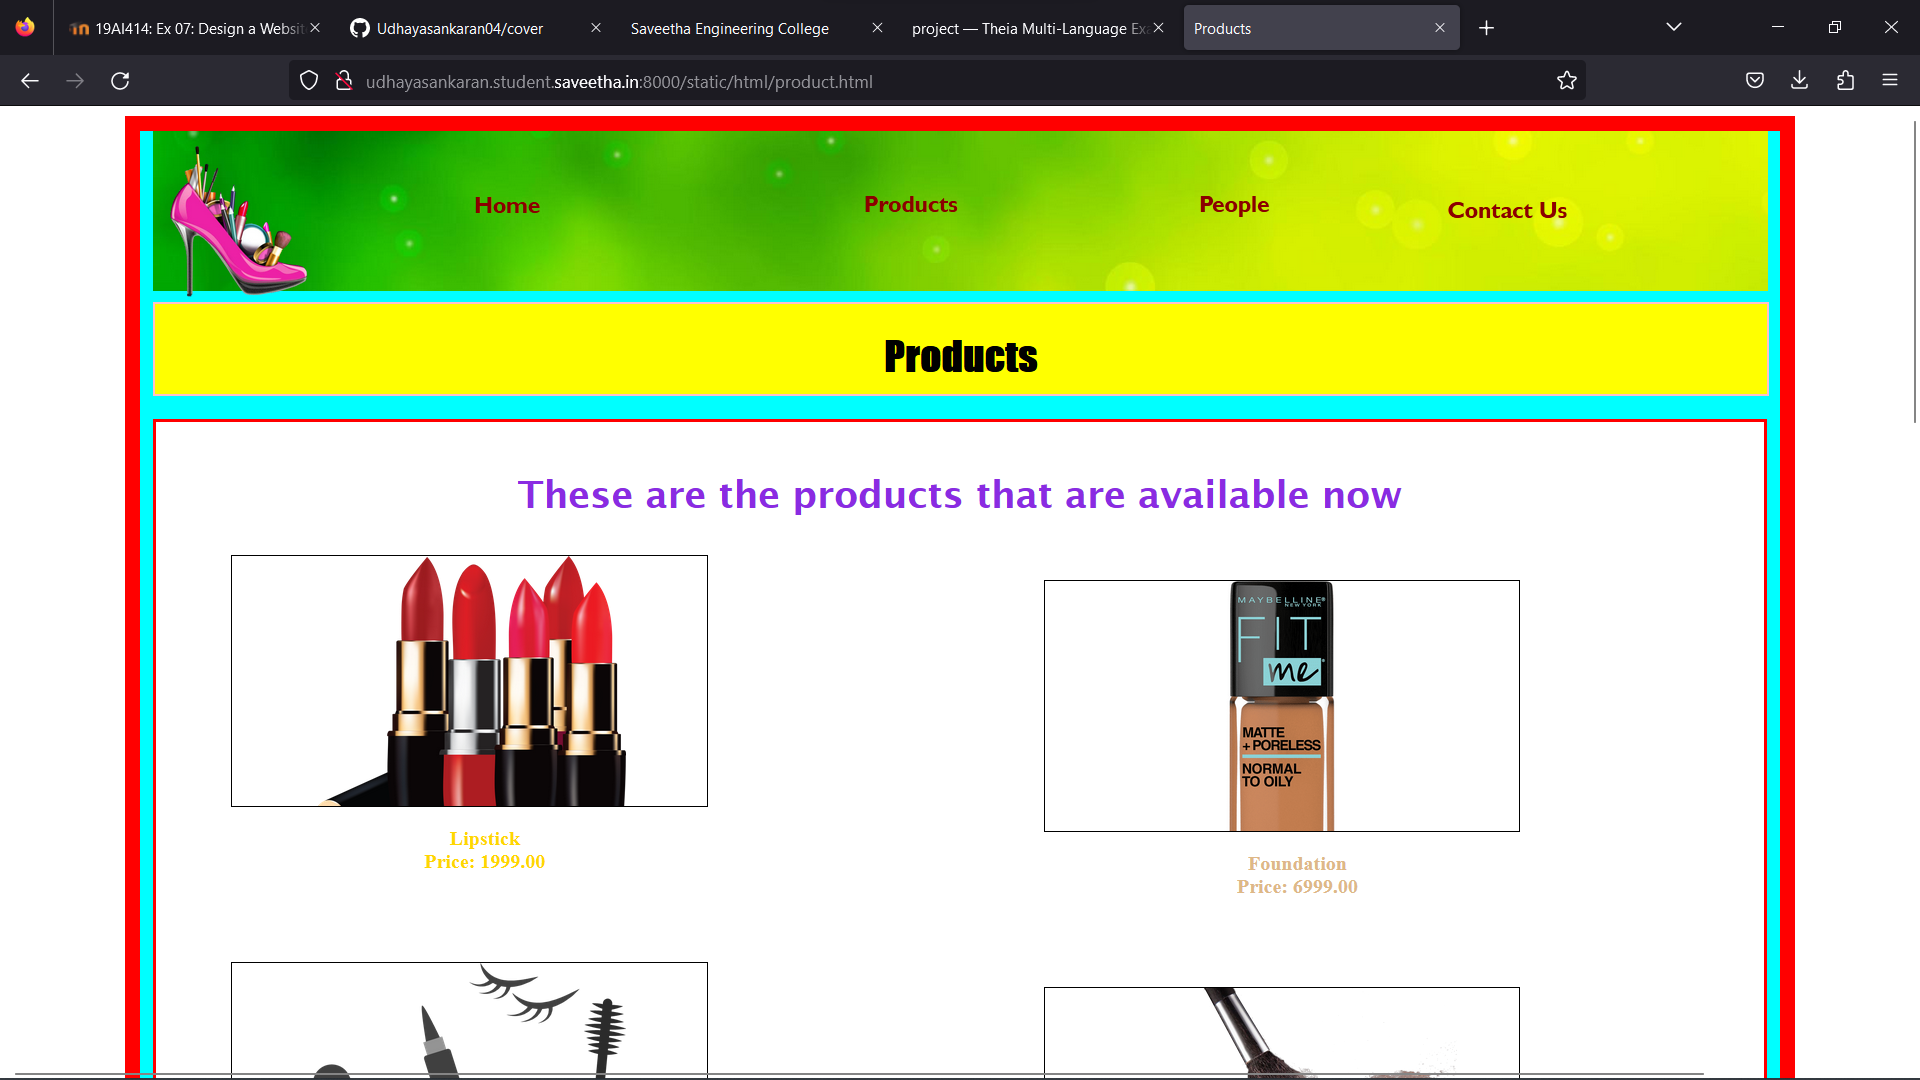 19AI414: Ex 07: Design a Websit
Udhayasankaran04/cover
Saveetha Engineering College
project — Theia Multi-Language Ex
Products
udhayasankaran.student.saveetha.in:8000/static/html/product.html
Home
Products
People
Contact Us
Products
These are the products that are available now
MAYBELLINE
NEW YORK
FIT
me
MATTE
+ PORELESS
NORMAL
TO OILY
Lipstick
Price: 1999.00
Foundation
Price: 6999.00